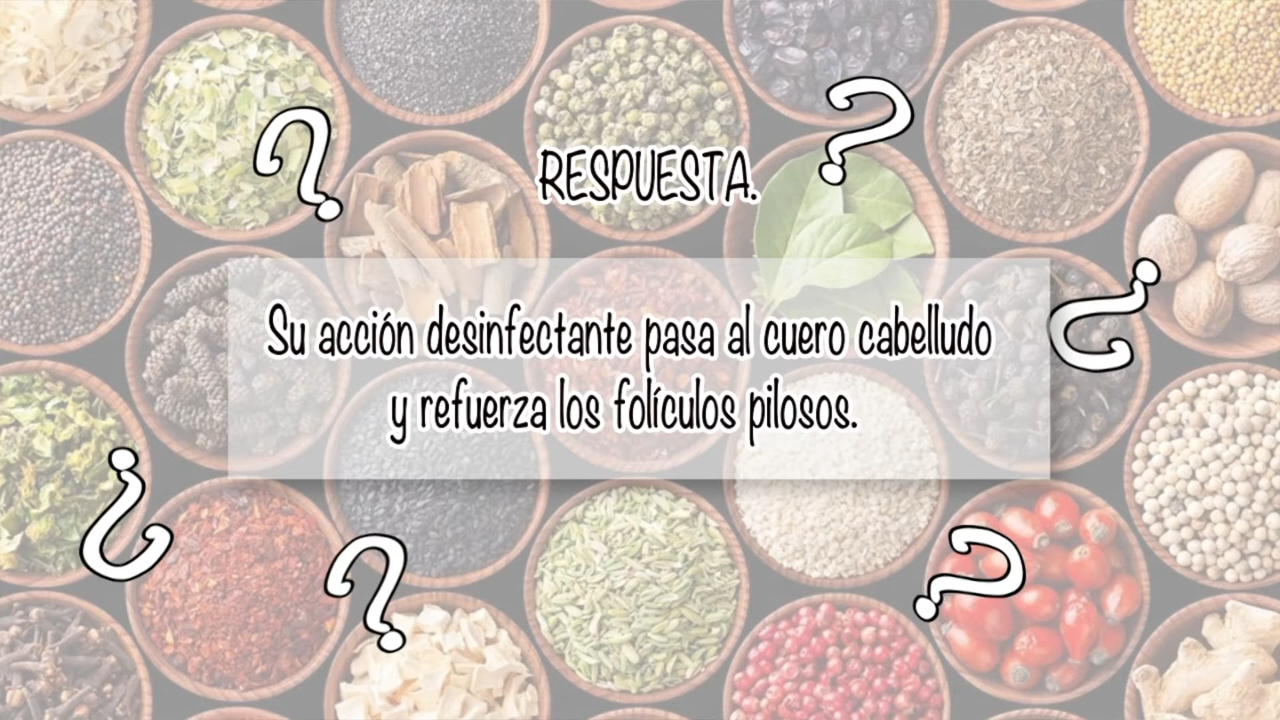 RESPUESTA.
Su acción desinfectante pasa al cuero cabelludo
y refuerza los folículos pilosos.